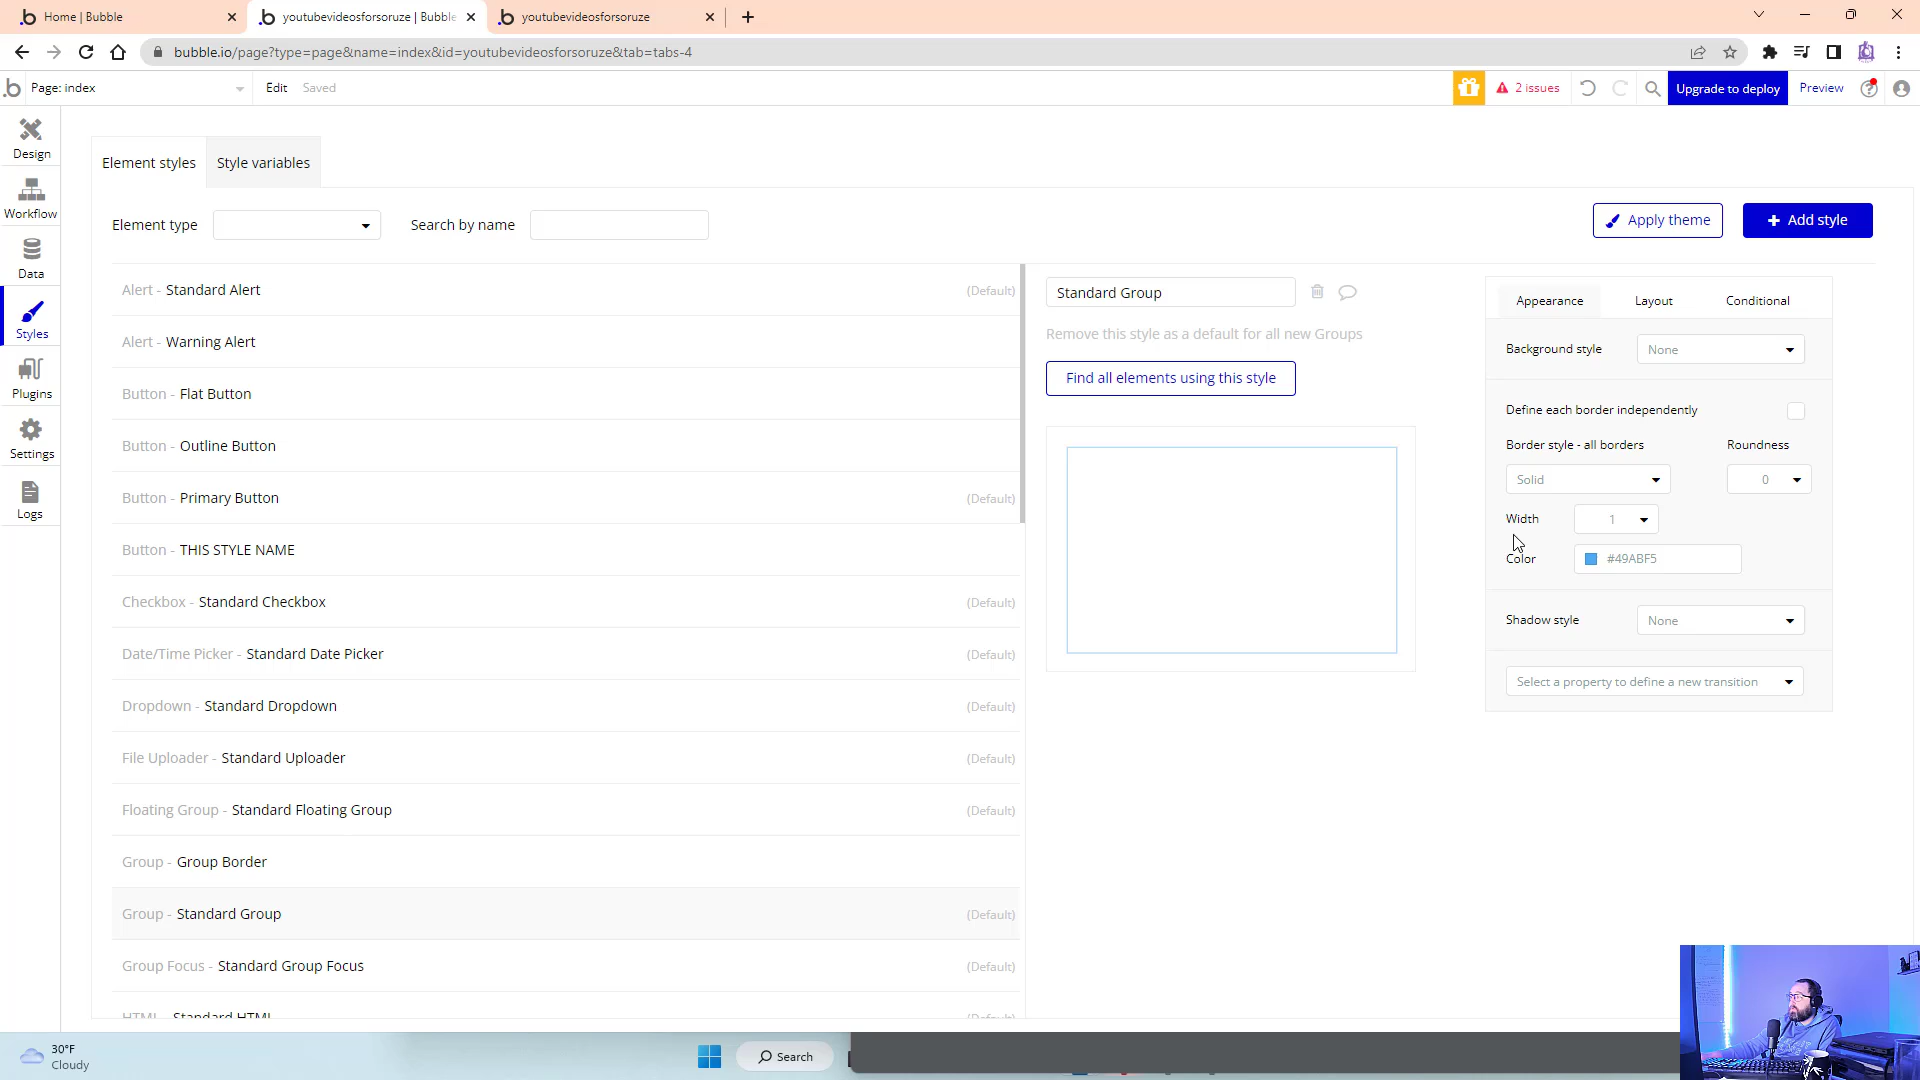 Home | Bubble
youtubevideosforsoruze | Bubble
youtubevideosforsoruze
bubble.io/page?type=page&name=index&id=youtubevideosforsoruze&tab=tabs-4
Page: index
Edit
Saved
2 issues
Upgrade to deploy
Preview
Design
Workflow
Data
Styles
Plugins
Settings
Logs
Element styles
Style variables
Element type
Search by name
Apply theme
+ Add style
Alert - Standard Alert (Default)
Alert - Warning Alert
Button - Flat Button
Button - Outline Button
Button - Primary Button (Default)
Button - THIS STYLE NAME
Checkbox - Standard Checkbox (Default)
Date/Time Picker - Standard Date Picker (Default)
Dropdown - Standard Dropdown (Default)
File Uploader - Standard Uploader (Default)
Floating Group - Standard Floating Group (Default)
Group - Group Border
Group - Standard Group (Default)
Group Focus - Standard Group Focus (Default)
HTML - Standard HTML (Default)
Standard Group
Remove this style as a default for all new Groups
Find all elements using this style
Appearance
Layout
Conditional
Background style None
Define each border independently
Border style - all borders Roundness
Solid 0
Width 1
Color #49ABF5
Shadow style None
Select a property to define a new transition
30°F
Cloudy
Search